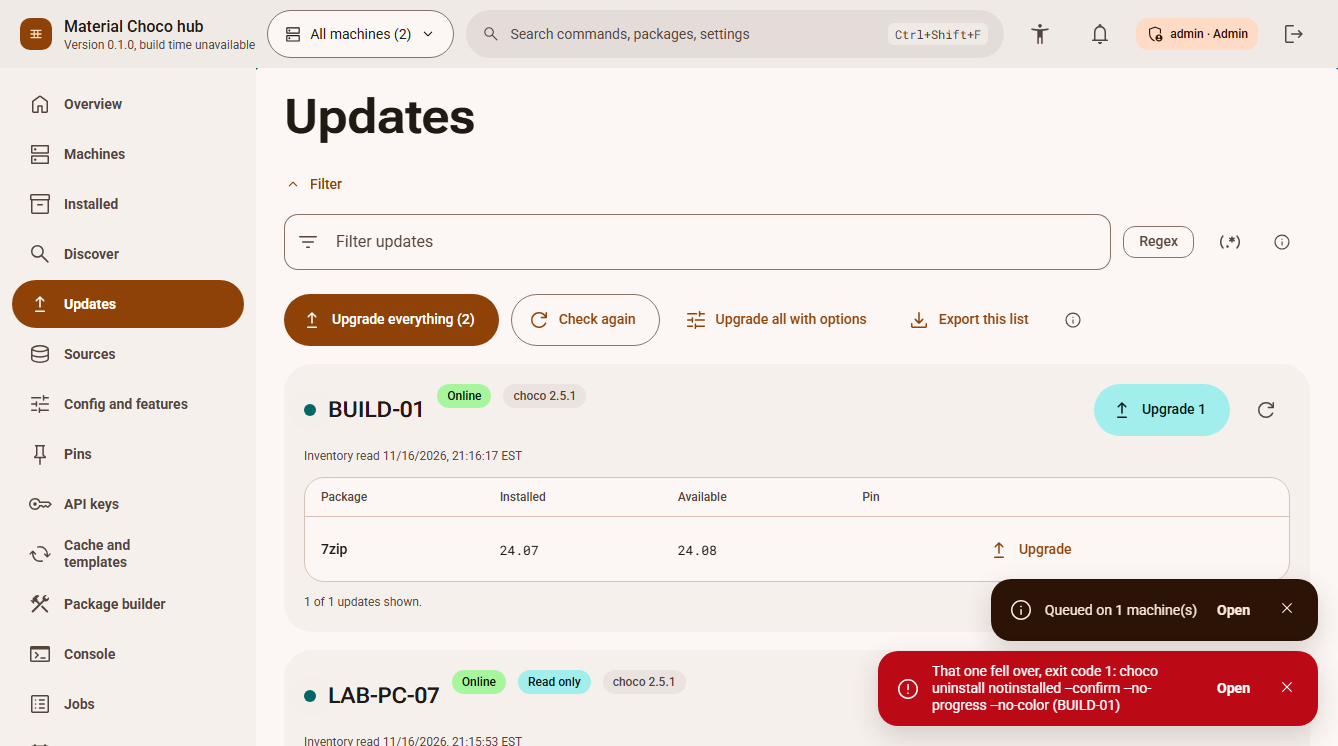 Material Choco hub
Version 0.1.0, build time unavailable
All machines (2)
Search commands, packages, settings
Ctrl+Shift+F
admin · Admin
Overview
Machines
Installed
Discover
Updates
Sources
Config and features
Pins
API keys
Cache and
templates
Package builder
Console
Jobs
Updates
Filter
Filter updates
Regex
(.*)
Upgrade everything (2)
Check again
Upgrade all with options
Export this list
BUILD-01
Online
choco 2.5.1
Upgrade 1
Inventory read 11/16/2026, 21:16:17 EST
Package Installed Available Pin
7zip 24.07 24.08 Upgrade
1 of 1 updates shown.
LAB-PC-07
Online
Read only
choco 2.5.1
Inventory read 11/16/2026, 21:15:53 EST
Queued on 1 machine(s) Open
That one fell over, exit code 1: choco
uninstall notinstalled --confirm --no-
progress --no-color (BUILD-01)
Open